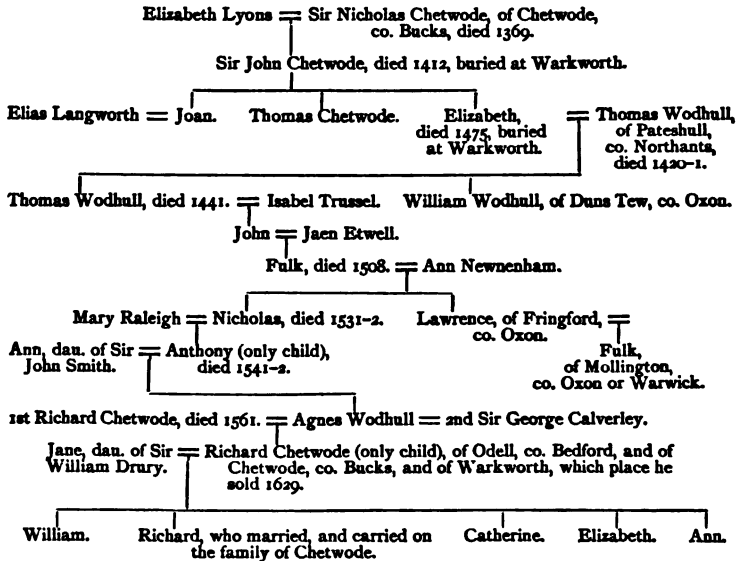 Elizabeth Lyons = Sir Nicholas Chetwode, of Chetwode,
co. Bucks, died 1369.
Sir John Chetwode, died 1412, buried at Warkworth.
Elias Langworth = Joan. Thomas Chetwode. Elizabeth, = Thomas Wodhull,
died 1475, buried of Pateshull,
at Warkworth. co. Northants,
died 1420-1.
Thomas Wodhull, died 1441. = Isabel Trussel. William Wodhull, of Duns Tew, co. Oxon.
John = Jaen Etwell.
Fulk, died 1508. = Ann Newnenham.
Mary Raleigh = Nicholas, died 1531-2. Lawrence, of Fringford, =
co. Oxon.
Ann, dau. of Sir = Anthony (only child), Fulk,
John Smith. died 1541-2. of Mollington,
co. Oxon or Warwick.
1st Richard Chetwode, died 1561. = Agnes Wodhull = 2nd Sir George Calverley.
Jane, dau. of Sir = Richard Chetwode (only child), of Odell, co. Bedford, and of
William Drury. Chetwode, co. Bucks, and of Warkworth, which place he
sold 1629.
William. Richard, who married, and carried on Catherine. Elizabeth. Ann.
the family of Chetwode.